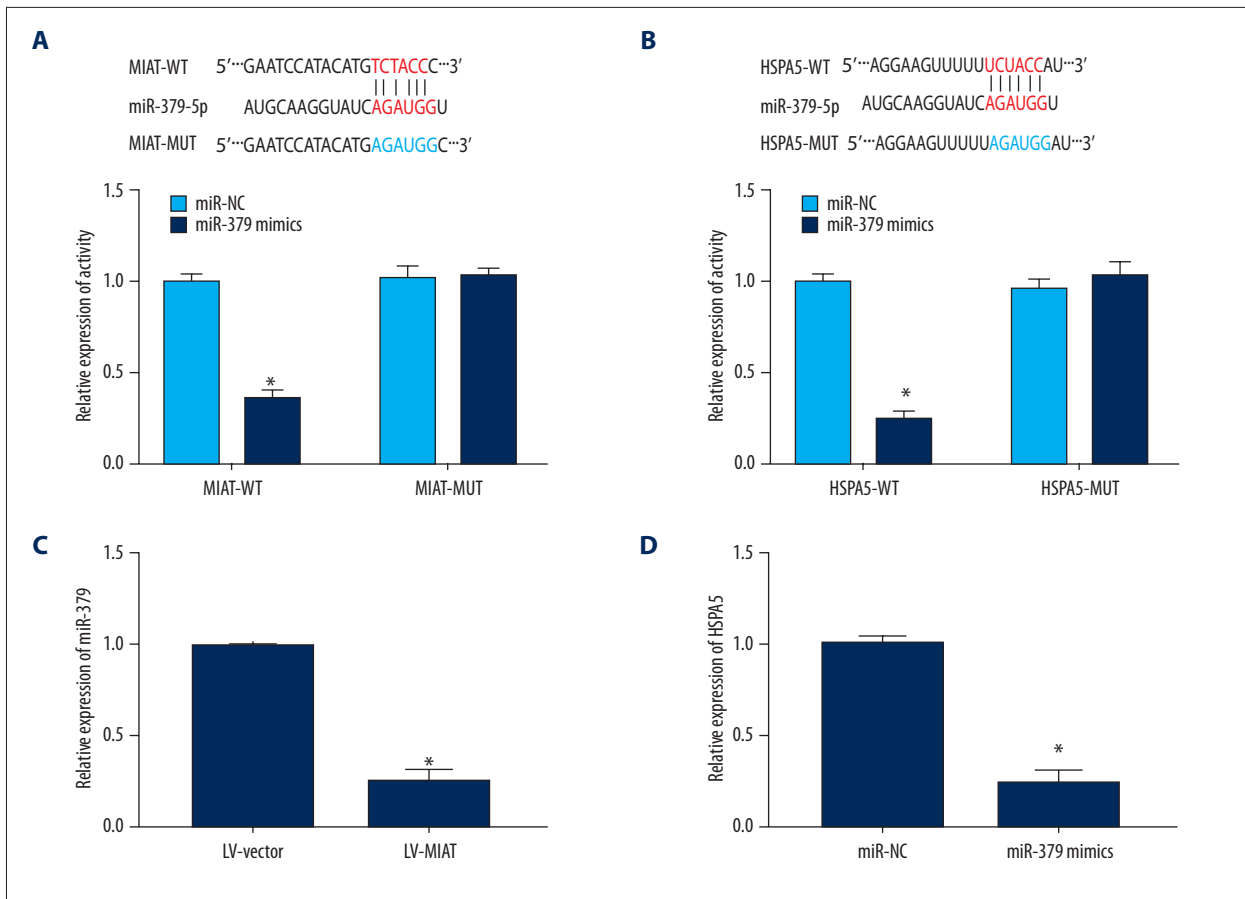 A
MIAT-WT 5′···GAATCCATACATGTCTACCC···3′
miR-379-5p AUGCAAGGUAUCAGAUGGU
MIAT-MUT 5′···GAATCCATACATGAGAUGGC···3′
Relative expression of activity
1.5
1.0
0.5
0.0
miR-NC
miR-379 mimics
*
MIAT-WT MIAT-MUT
B
HSPA5-WT 5′···AGGAAGUUUUUUCUACCAU···3′
miR-379-5p AUGCAAGGUAUCAGAUGGU
HSPA5-MUT 5′···AGGAAGUUUUUAGAUGGAU···3′
Relative expression of activity
1.5
1.0
0.5
0.0
miR-NC
miR-379 mimics
*
HSPA5-WT HSPA5-MUT
C
Relative expression of miR-379
1.5
1.0
0.5
0.0
*
LV-vector LV-MIAT
D
Relative expression of HSPA5
1.5
1.0
0.5
0.0
*
miR-NC miR-379 mimics